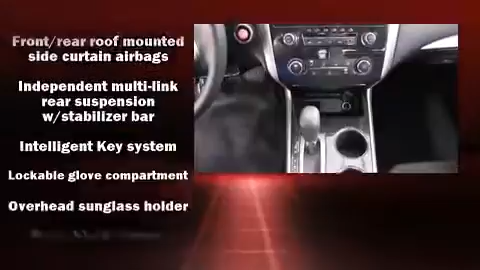 Front/rear roof mounted
side curtain airbags
Independent multi-link
rear suspension
w/stabilizer bar
Intelligent Key system
Lockable glove compartment
Overhead sunglass holder